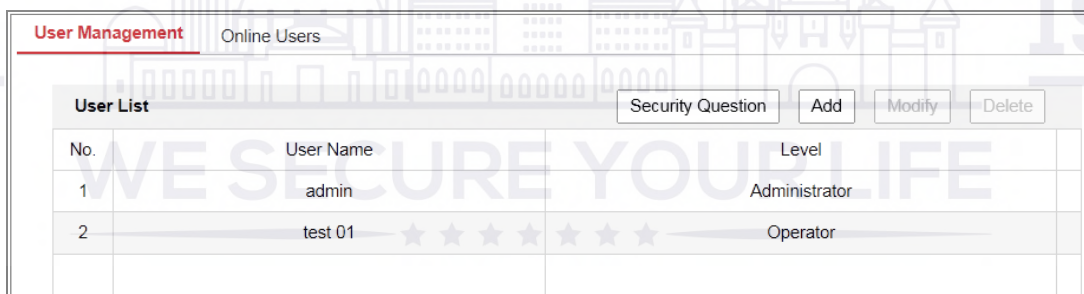 User Management Online Users
User List Security Question Add Modify Delete
No. User Name Level
1 admin Administrator
2 test 01 Operator
WE SECURE YOUR LIFE